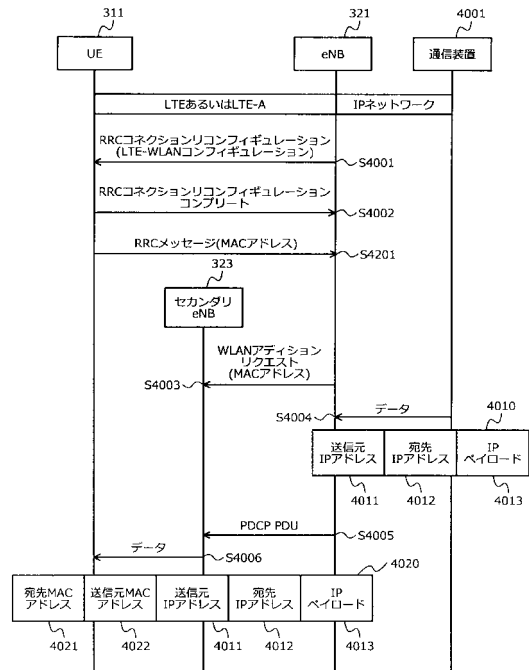 311
321
4001
UE
eNB
通信装置
LTEあるいはLTE-A
IPネットワーク
RRCコネクションリコンフィギュレーション
(LTE-WLANコンフィギュレーション)
S4001
RRCコネクションリコンフィギュレーション
コンプリート
S4002
RRCメッセージ(MACアドレス)
S4201
323
セカンダリ
eNB
WLANアディション
リクエスト
(MACアドレス)
S4003
データ
S4004
4010
送信元
IPアドレス
宛先
IPアドレス
IP
ペイロード
4011
4012
4013
PDCP PDU
S4005
データ
S4006
4020
宛先MAC
アドレス
送信元MAC
アドレス
送信元
IPアドレス
宛先
IPアドレス
IP
ペイロード
4021
4022
4011
4012
4013